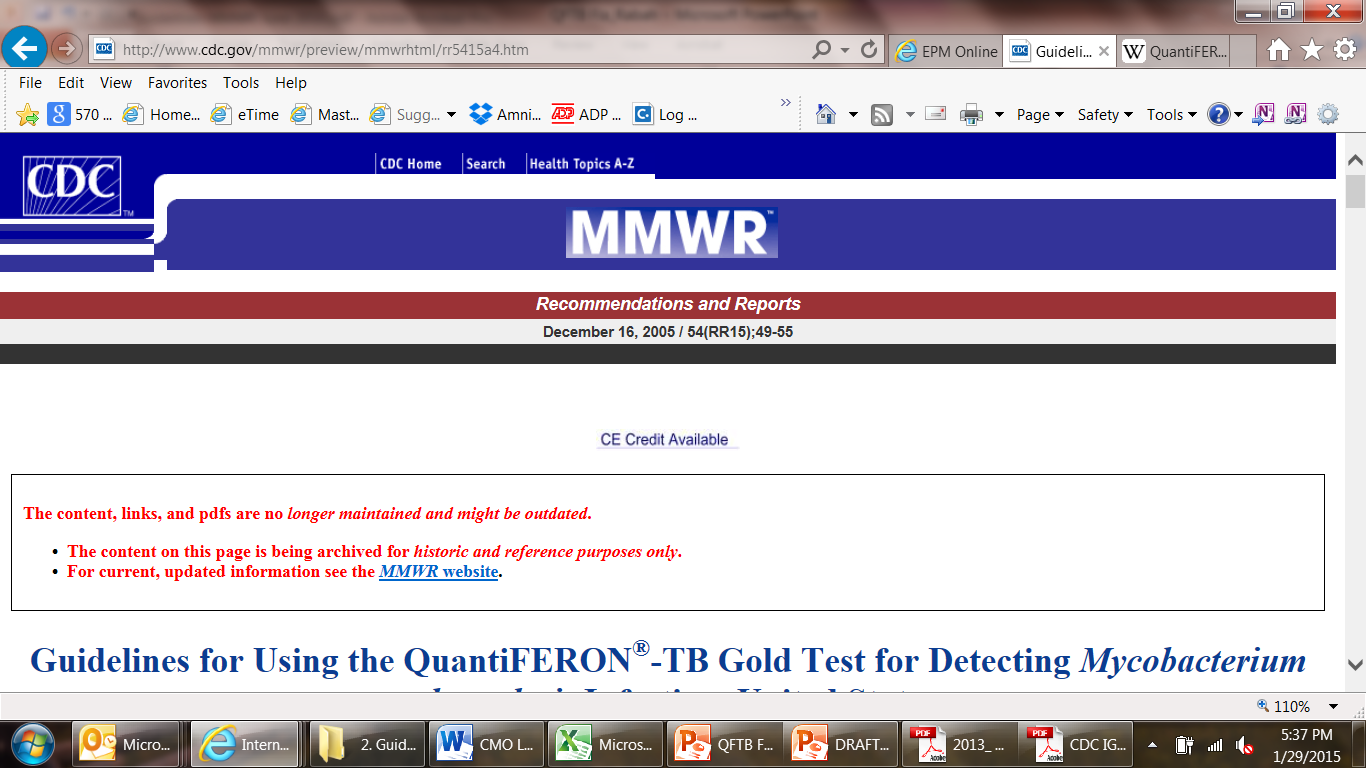 http://www.cdc.gov/mmwr/preview/mmwrhtml/rr5415a4.htm
EPM Online
CDC
Guideli...
W
QuantiFER...
File Edit View Favorites Tools Help
570 ...
Home...
eTime
Mast...
Sugg...
Amni...
ADP
ADP ...
Log ...
»
Page
Safety
Tools
CDC™
CDC Home
Search
Health Topics A-Z
MMWR™
Recommendations and Reports
December 16, 2005 / 54(RR15);49-55
CE Credit Available
The content, links, and pdfs are no longer maintained and might be outdated.
• The content on this page is being archived for historic and reference purposes only.
• For current, updated information see the MMWR website.
Guidelines for Using the QuantiFERON®-TB Gold Test for Detecting Mycobacterium
110%
Micro...
Intern...
2. Guid...
CMO L...
Micros...
QFTB F...
DRAFT...
2013_ ...
CDC IG...
5:37 PM
1/29/2015